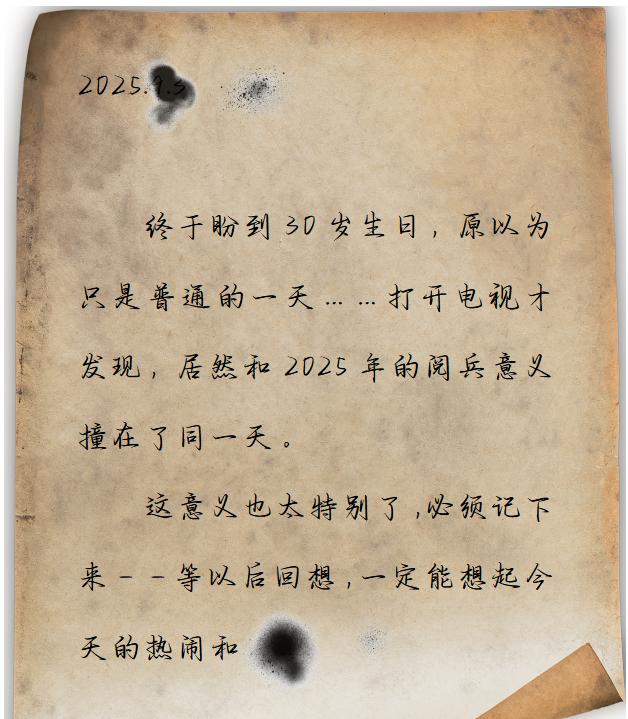 2025.9.3
终于盼到30岁生日，原以为
只是普通的一天……打开电视才
发现，居然和2025年的阅兵意义
撞在了同一天。
这意义也太特别了，必须记下
来--等以后回想，一定能想起今
天的热闹和